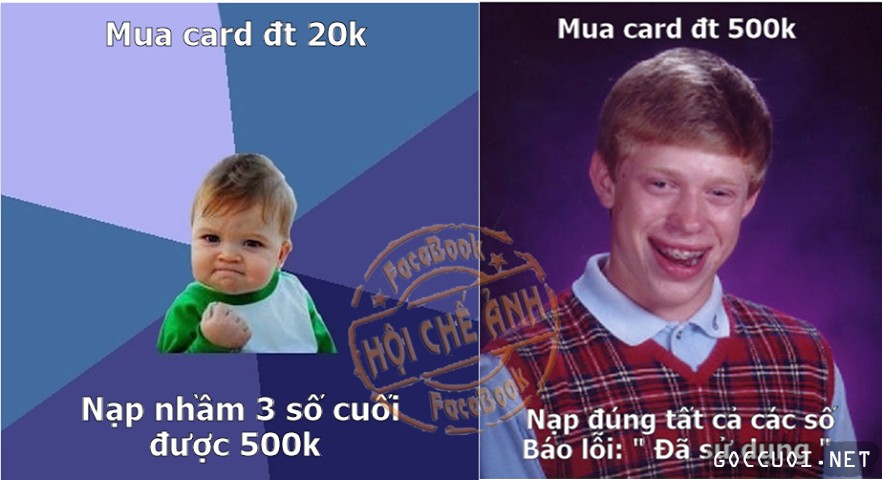 Mua card đt 20k
Nạp nhầm 3 số cuối
được 500k
Mua card đt 500k
Nạp đúng tất cả các số
Báo lỗi: " Đã sử dụng "
FaceBook
HỘI CHẾ ẢNH
FaceBook
GOCCUOI.NET